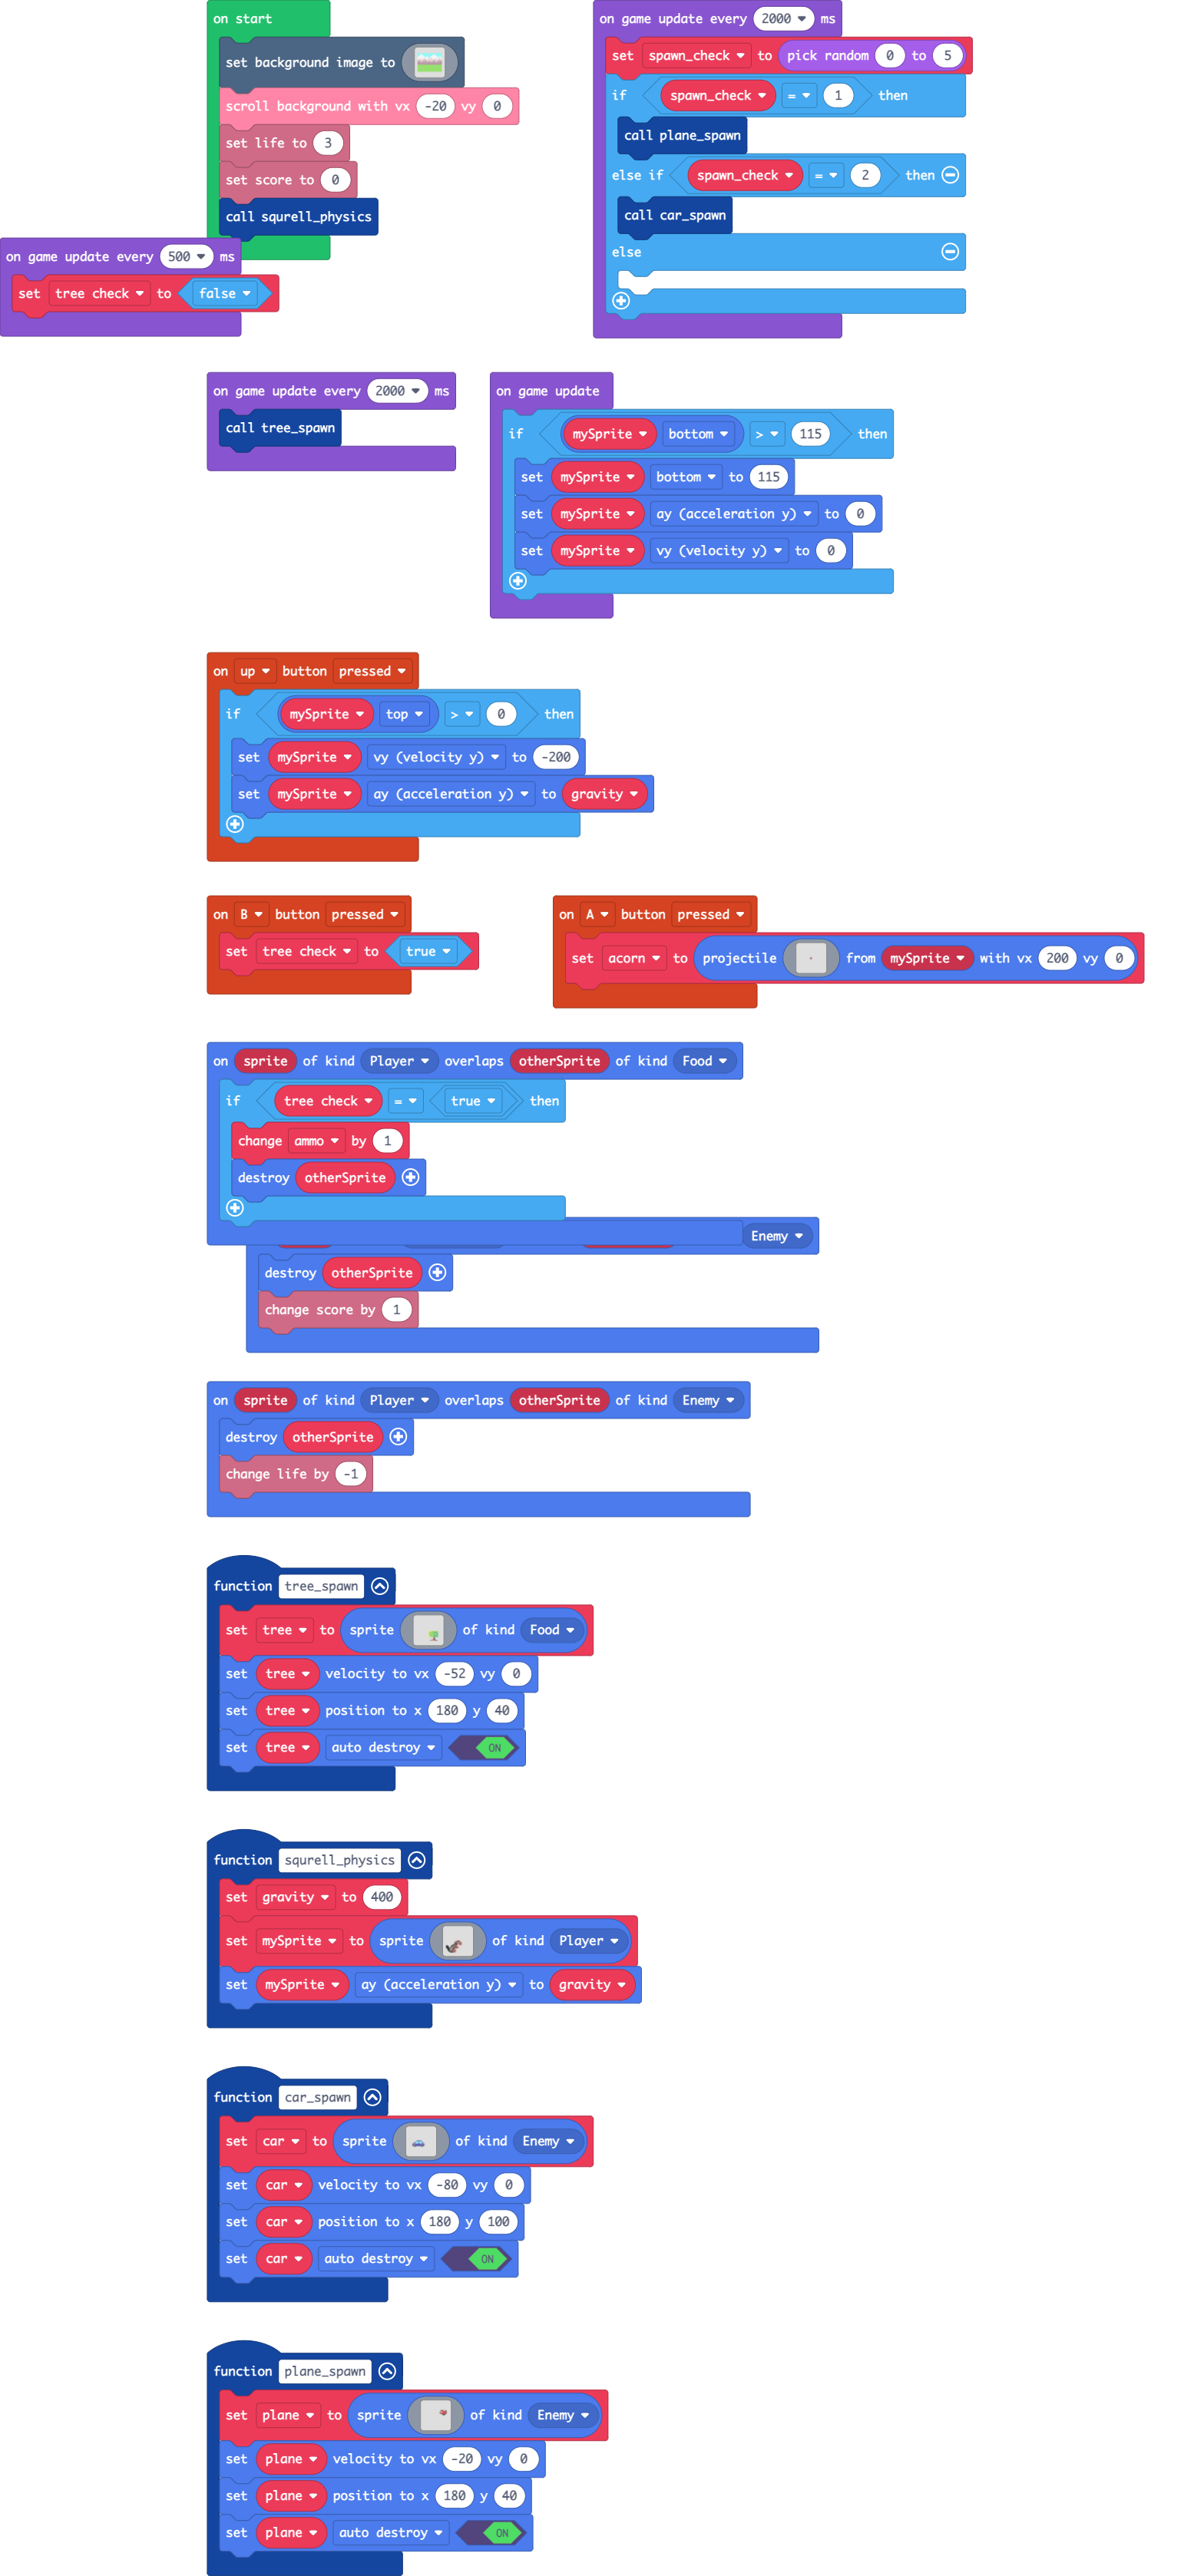 on start
set background image to
scroll background with vx -20 vy 0
set life to 3
set score to 0
call squrell_physics
on game update every 500 ms
set tree check to false
on game update every 2000 ms
set spawn_check to pick random 0 to 5
if spawn_check = 1 then
call plane_spawn
else if spawn_check = 2 then
call car_spawn
else
on game update every 2000 ms
call tree_spawn
on game update
if mySprite bottom > 115 then
set mySprite bottom to 115
set mySprite ay (acceleration y) to 0
set mySprite vy (velocity y) to 0
on up button pressed
if mySprite top > 0 then
set mySprite vy (velocity y) to -200
set mySprite ay (acceleration y) to gravity
on B button pressed
set tree check to true
on A button pressed
set acorn to projectile from mySprite with vx 200 vy 0
on sprite of kind Player overlaps otherSprite of kind Food
if tree check = true then
change ammo by 1
destroy otherSprite
Enemy
destroy otherSprite
change score by 1
on sprite of kind Player overlaps otherSprite of kind Enemy
destroy otherSprite
change life by -1
function tree_spawn
set tree to sprite of kind Food
set tree velocity to vx -52 vy 0
set tree position to x 180 y 40
set tree auto destroy ON
function squrell_physics
set gravity to 400
set mySprite to sprite of kind Player
set mySprite ay (acceleration y) to gravity
function car_spawn
set car to sprite of kind Enemy
set car velocity to vx -80 vy 0
set car position to x 180 y 100
set car auto destroy ON
function plane_spawn
set plane to sprite of kind Enemy
set plane velocity to vx -20 vy 0
set plane position to x 180 y 40
set plane auto destroy ON